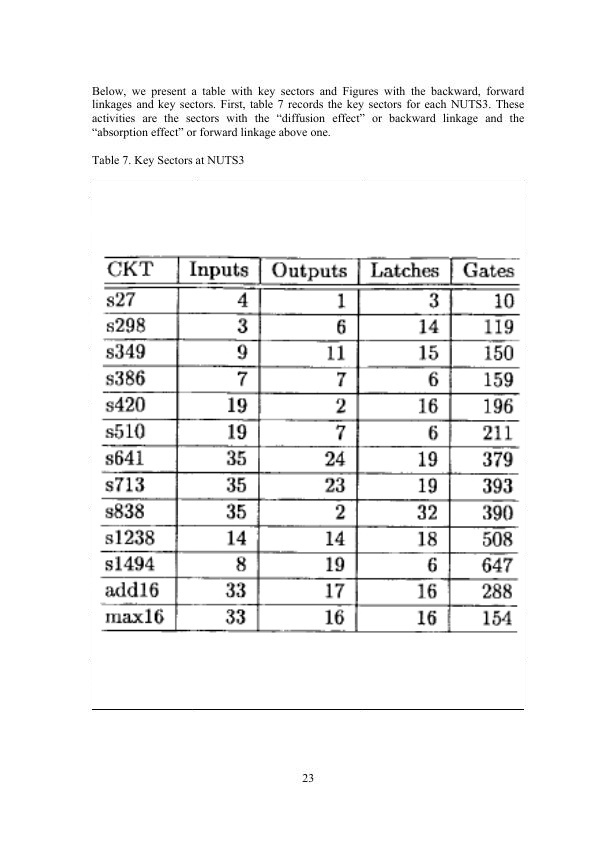 Below, we present a table with key sectors and Figures with the backward, forward
linkages and key sectors. First, table 7 records the key sectors for each NUTS3. These
activities are the sectors with the “diffusion effect” or backward linkage and the
“absorption effect” or forward linkage above one.
Table 7. Key Sectors at NUTS3
CKT Inputs Outputs Latches Gates
s27 4 1 3 10
s298 3 6 14 119
s349 9 11 15 150
s386 7 7 6 159
s420 19 2 16 196
s510 19 7 6 211
s641 35 24 19 379
s713 35 23 19 393
s838 35 2 32 390
s1238 14 14 18 508
s1494 8 19 6 647
add16 33 17 16 288
max16 33 16 16 154
23